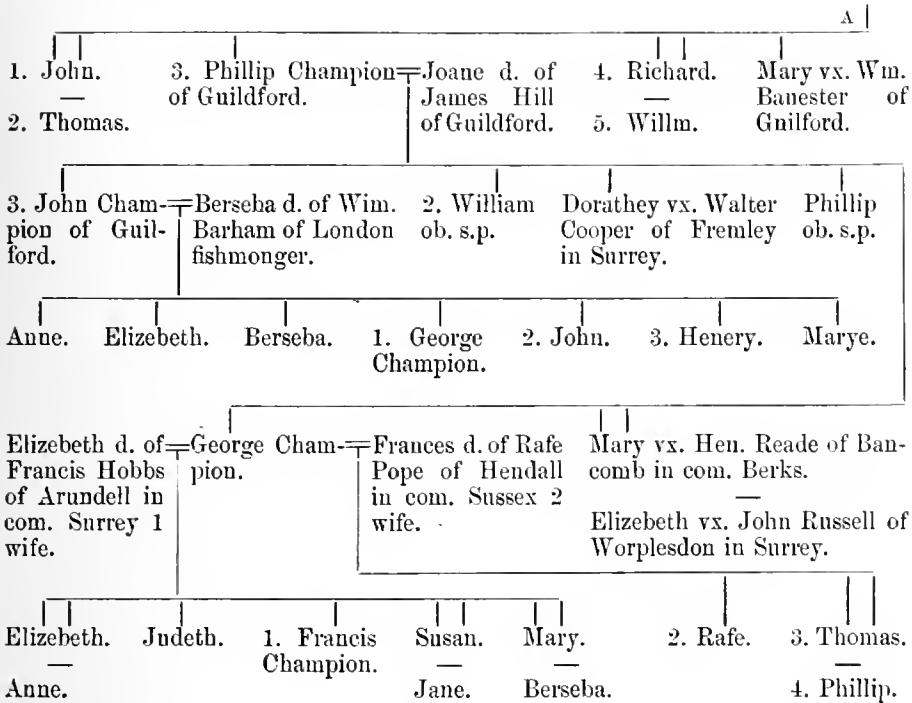 A
1. John.
—
2. Thomas.
3. Phillip Champion
of Guildford.
Joane d. of
James Hill
of Guildford.
4. Richard.
—
5. Willm.
Mary vx. Wm.
Banester of
Guilford.
3. John Cham-
pion of Guil-
ford.
Berseba d. of Wim.
Barham of London
fishmonger.
2. William
ob. s.p.
Dorathey vx. Walter
Cooper of Fremley
in Surrey.
Phillip
ob. s.p.
Anne.
Elizebeth.
Berseba.
1. George
Champion.
2. John.
3. Henery.
Marye.
Elizebeth d. of
Francis Hobbs
of Arundell in
com. Surrey 1
wife.
George Cham-
pion.
Frances d. of Rafe
Pope of Hendall
in com. Sussex 2
wife.
Mary vx. Hen. Reade of Ban-
comb in com. Berks.
—
Elizebeth vx. John Russell of
Worplesdon in Surrey.
Elizebeth.
—
Anne.
Judeth.
1. Francis
Champion.
Susan.
—
Jane.
Mary.
—
Berseba.
2. Rafe.
3. Thomas.
—
4. Phillip.